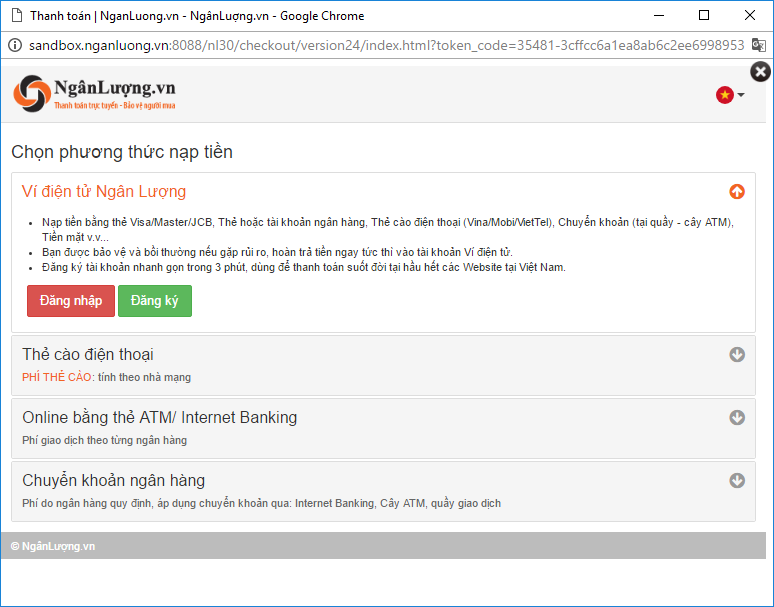 Thanh toán | NganLuong.vn - NgânLượng.vn - Google Chrome
sandbox.nganluong.vn:8088/nl30/checkout/version24/index.html?token_code=35481-3cffcc6a1ea8ab6c2ee6998953
NgânLượng.vn
Thanh toán trực tuyến - Bảo vệ người mua
Chọn phương thức nạp tiền
Ví điện tử Ngân Lượng
Nạp tiền bằng thẻ Visa/Master/JCB, Thẻ hoặc tài khoản ngân hàng, Thẻ cào điện thoại (Vina/Mobi/VietTel), Chuyển khoản (tại quầy - cây ATM),
Tiền mặt v.v...
Bạn được bảo vệ và bồi thường nếu gặp rủi ro, hoàn trả tiền ngay tức thì vào tài khoản Ví điện tử.
Đăng ký tài khoản nhanh gọn trong 3 phút, dùng để thanh toán suốt đời tại hầu hết các Website tại Việt Nam.
Đăng nhập
Đăng ký
Thẻ cào điện thoại
PHÍ THẺ CÀO: tính theo nhà mạng
Online bằng thẻ ATM/ Internet Banking
Phí giao dịch theo từng ngân hàng
Chuyển khoản ngân hàng
Phí do ngân hàng quy định, áp dụng chuyển khoản qua: Internet Banking, Cây ATM, quầy giao dịch
© NgânLượng.vn